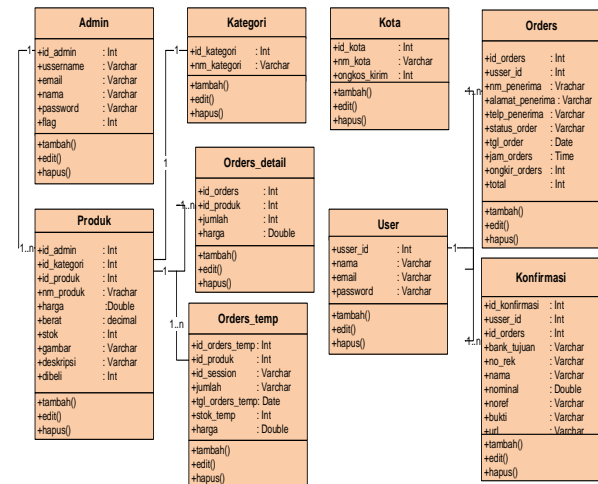 Admin
+id_admin : Int
+ussername : Varchar
+email : Varchar
+nama : Varchar
+password : Varchar
+flag : Int
+tambah()
+edit()
+hapus()
Kategori
+id_kategori : Int
+nm_kategori : Varchar
+tambah()
+edit()
+hapus()
Kota
+id_kota : Int
+nm_kota : Varchar
+ongkos_kirim : Int
+tambah()
+edit()
+hapus()
Orders
+id_orders : Int
+usser_id : Int
+nm_penerima : Vrachar
+alamat_penerima : Varchar
+telp_penerima : Varchar
+status_order : Varchar
+tgl_order : Date
+jam_orders : Time
+ongkir_orders : Int
+total : Int
+tambah()
+edit()
+hapus()
Orders_detail
+id_orders : Int
+id_produk : Int
+jumlah : Int
+harga : Double
+tambah()
+edit()
+hapus()
Produk
+id_admin : Int
+id_kategori : Int
+id_produk : Int
+nm_produk : Vrachar
+harga :Double
+berat : decimal
+stok : Int
+gambar : Varchar
+deskripsi : Varchar
+dibeli : Int
+tambah()
+edit()
+hapus()
User
+usser_id : Int
+nama : Varchar
+email : Varchar
+password : Varchar
+tambah()
+edit()
+hapus()
Orders_temp
+id_orders_temp: Int
+id_produk : Int
+id_session : Varchar
+jumlah : Varchar
+tgl_orders_temp: Date
+stok_temp : Int
+harga : Double
+tambah()
+edit()
+hapus()
Konfirmasi
+id_konfirmasi : Int
+usser_id : Int
+id_orders : Int
+bank_tujuan : Varchar
+no_rek : Varchar
+nama : Varchar
+nominal : Double
+noref : Varchar
+bukti : Varchar
+url : Varchar
+tambah()
+edit()
+hapus()
1
1..n
1
1
1
1..n
1..n
1
1..n
1..n